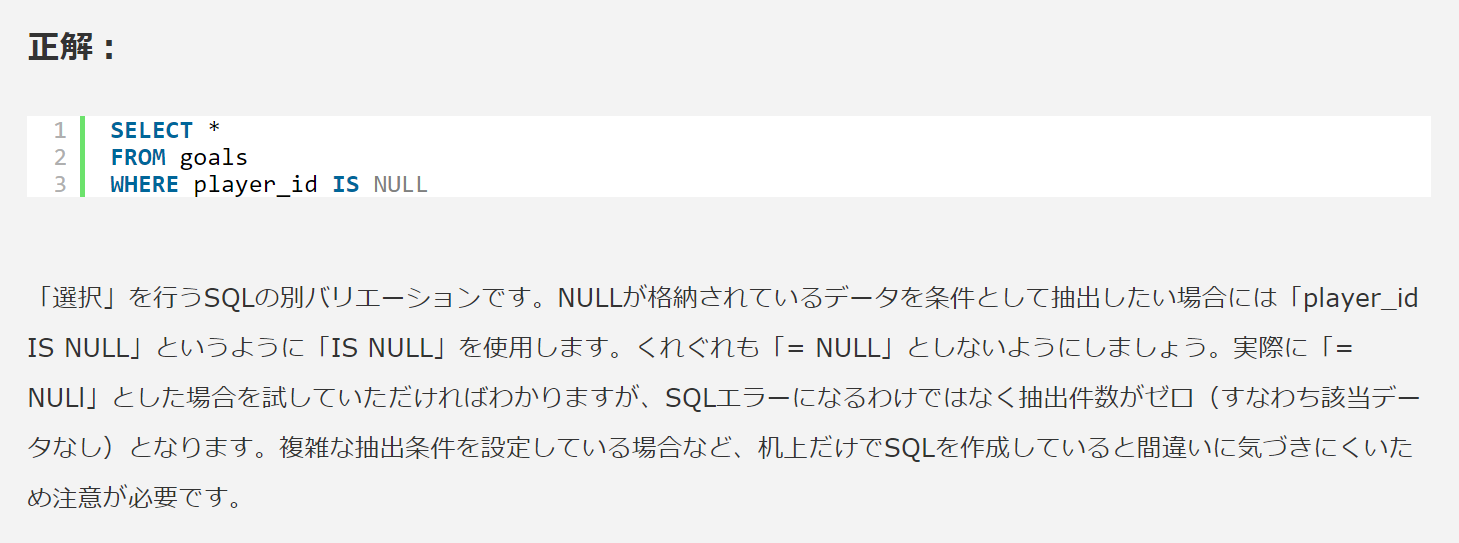 正解：
1 SELECT *
2 FROM goals
3 WHERE player_id IS NULL
「選択」を行うSQLの別バリエーションです。NULLが格納されているデータを条件として抽出したい場合には「player_id
IS NULL」というように「IS NULL」を使用します。くれぐれも「= NULL」としないようにしましょう。実際に「=
NULl」とした場合を試していただければわかりますが、SQLエラーになるわけではなく抽出件数がゼロ（すなわち該当デー
タなし）となります。複雑な抽出条件を設定している場合など、机上だけでSQLを作成していると間違いに気づきにくいた
め注意が必要です。